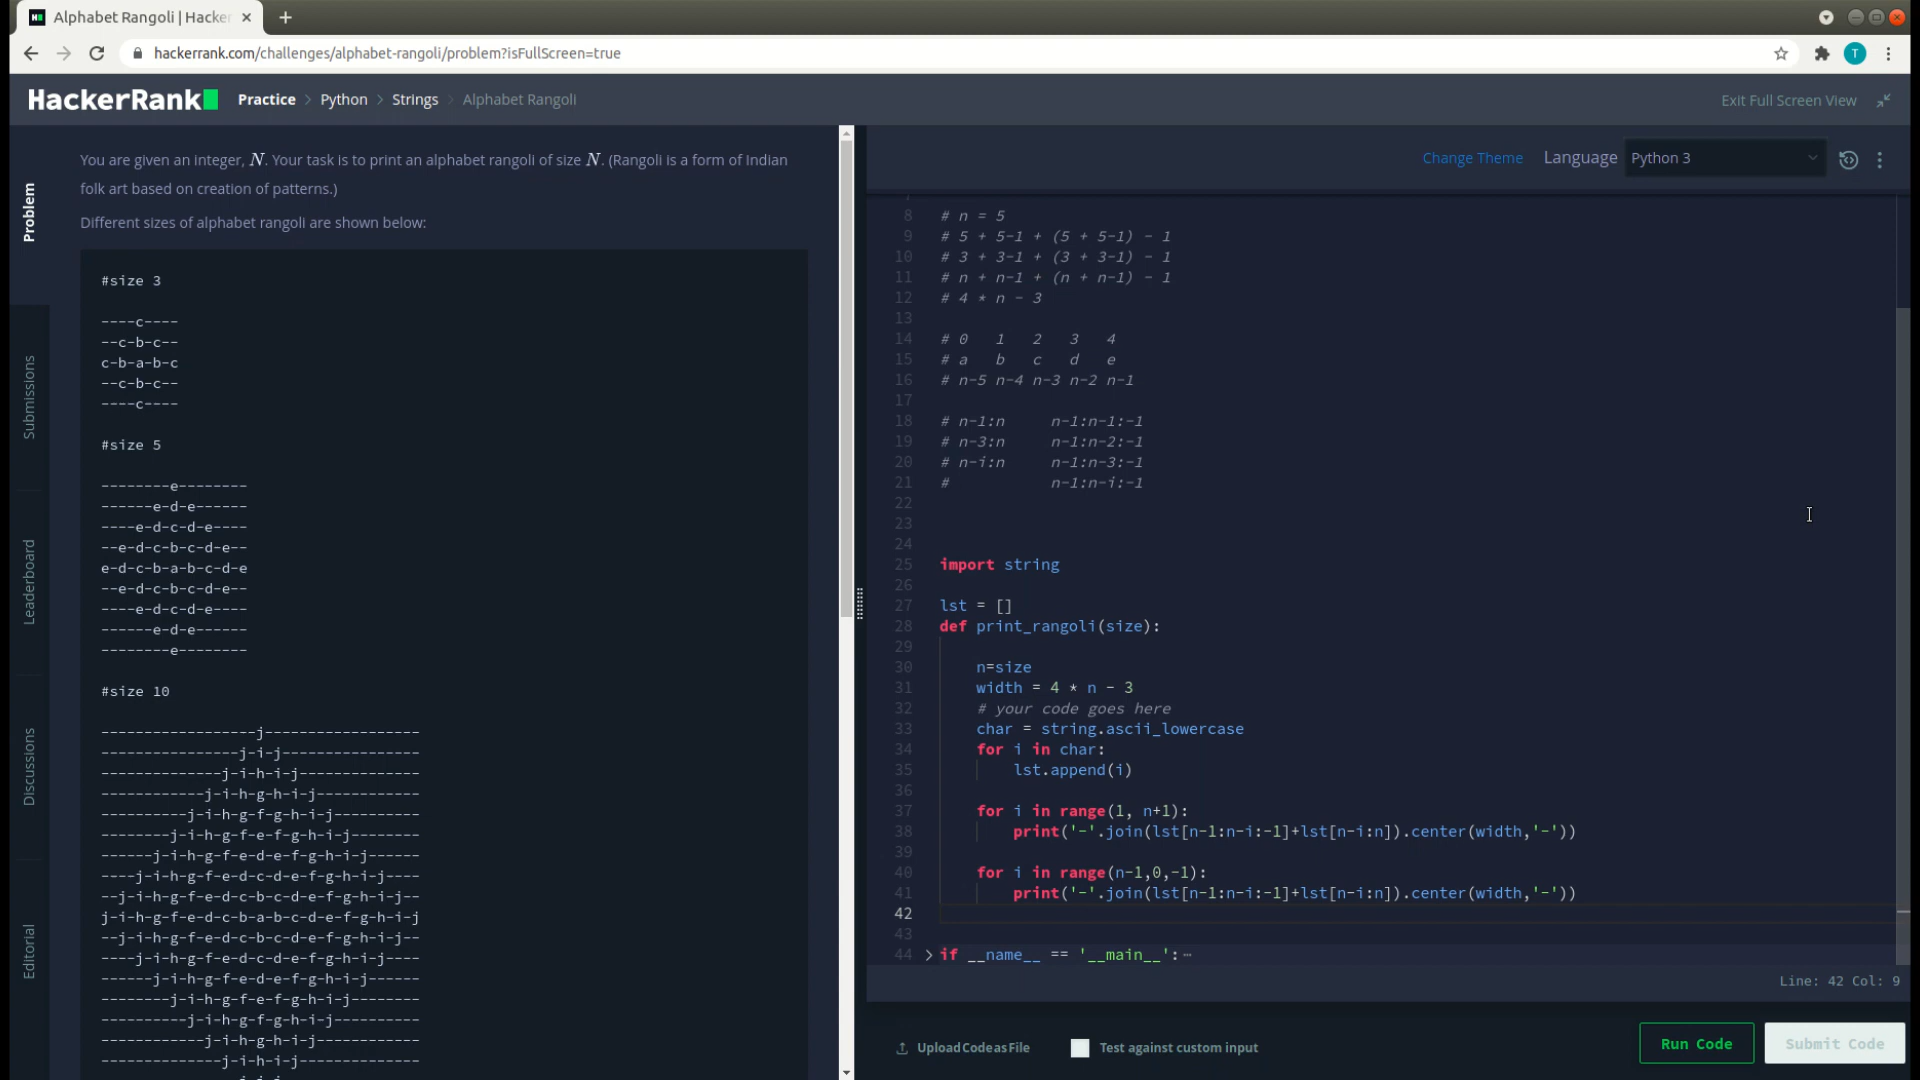 Alphabet Rangoli | Hacker
hackerrank.com/challenges/alphabet-rangoli/problem?isFullScreen=true
T
HackerRank
Practice > Python > Strings > Alphabet Rangoli
Exit Full Screen View
Problem
Submissions
Leaderboard
Discussions
Editorial
You are given an integer, N. Your task is to print an alphabet rangoli of size N. (Rangoli is a form of Indian
folk art based on creation of patterns.)
Different sizes of alphabet rangoli are shown below:
#size 3
----c----
--c-b-c--
c-b-a-b-c
--c-b-c--
----c----
#size 5
--------e--------
------e-d-e------
----e-d-c-d-e----
--e-d-c-b-c-d-e--
e-d-c-b-a-b-c-d-e
--e-d-c-b-c-d-e--
----e-d-c-d-e----
------e-d-e------
--------e--------
#size 10
------------------j------------------
----------------j-i-j----------------
--------------j-i-h-i-j--------------
------------j-i-h-g-h-i-j------------
----------j-i-h-g-f-g-h-i-j----------
--------j-i-h-g-f-e-f-g-h-i-j--------
------j-i-h-g-f-e-d-e-f-g-h-i-j------
----j-i-h-g-f-e-d-c-d-e-f-g-h-i-j----
--j-i-h-g-f-e-d-c-b-c-d-e-f-g-h-i-j--
j-i-h-g-f-e-d-c-b-a-b-c-d-e-f-g-h-i-j
--j-i-h-g-f-e-d-c-b-c-d-e-f-g-h-i-j--
----j-i-h-g-f-e-d-c-d-e-f-g-h-i-j----
------j-i-h-g-f-e-d-e-f-g-h-i-j------
--------j-i-h-g-f-e-f-g-h-i-j--------
----------j-i-h-g-f-g-h-i-j----------
------------j-i-h-g-h-i-j------------
--------------j-i-h-i-j--------------
Change Theme Language Python 3
8 # n = 5
9 # 5 + 5-1 + (5 + 5-1) - 1
10 # 3 + 3-1 + (3 + 3-1) - 1
11 # n + n-1 + (n + n-1) - 1
12 # 4 * n - 3
13
14 # 0 1 2 3 4
15 # a b c d e
16 # n-5 n-4 n-3 n-2 n-1
17
18 # n-1:n n-1:n-1:-1
19 # n-3:n n-1:n-2:-1
20 # n-i:n n-1:n-3:-1
21 # n-1:n-i:-1
22
23
24
25 import string
26
27 lst = []
28 def print_rangoli(size):
29
30 n=size
31 width = 4 * n - 3
32 # your code goes here
33 char = string.ascii_lowercase
34 for i in char:
35 lst.append(i)
36
37 for i in range(1, n+1):
38 print('-'.join(lst[n-1:n-i:-1]+lst[n-i:n]).center(width,'-'))
39
40 for i in range(n-1,0,-1):
41 print('-'.join(lst[n-1:n-i:-1]+lst[n-i:n]).center(width,'-'))
42
43
44 if __name__ == '__main__':
Line: 42 Col: 9
Upload Code as File
Test against custom input
Run Code
Submit Code